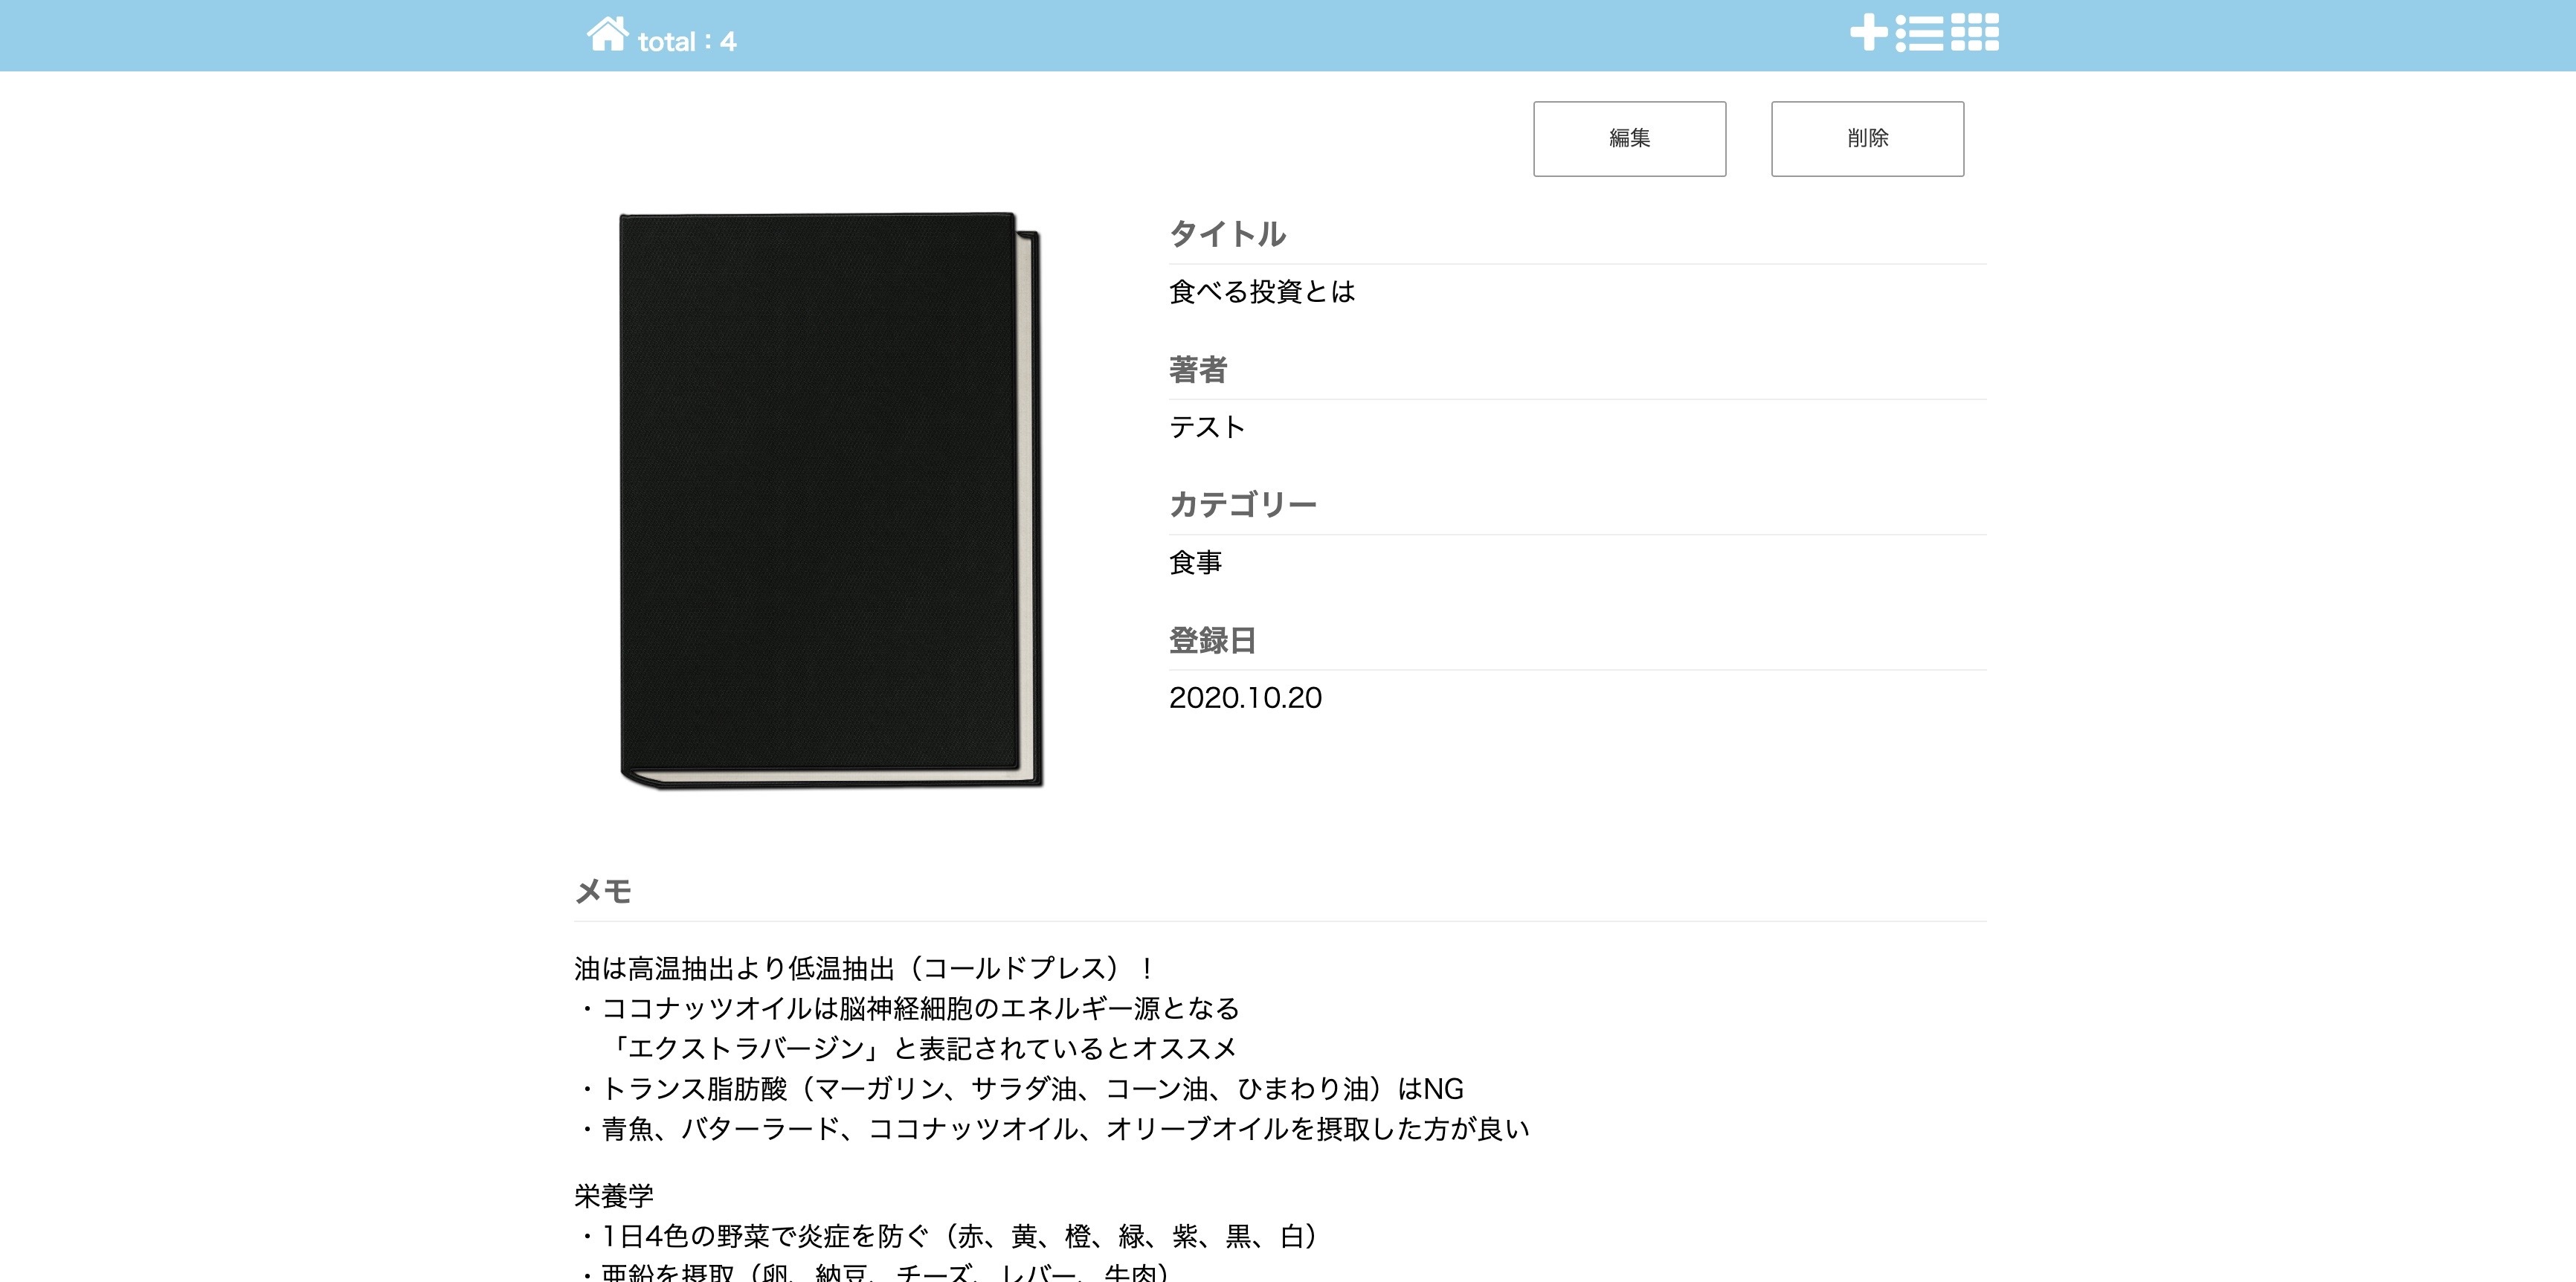 total：4
編集
削除
タイトル
食べる投資とは
著者
テスト
カテゴリー
食事
登録日
2020.10.20
メモ
油は高温抽出より低温抽出（コールドプレス）！
・ココナッツオイルは脳神経細胞のエネルギー源となる
「エクストラバージン」と表記されているとオススメ
・トランス脂肪酸（マーガリン、サラダ油、コーン油、ひまわり油）はNG
・青魚、バターラード、ココナッツオイル、オリーブオイルを摂取した方が良い
栄養学
・1日4色の野菜で炎症を防ぐ（赤、黄、橙、緑、紫、黒、白）
・亜鉛を摂取（卵、納豆、チーズ、レバー、牛肉）